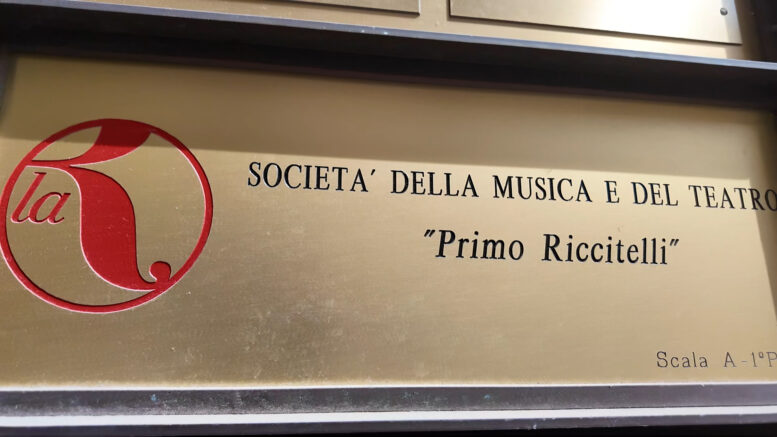 la
SOCIETA´ DELLA MUSICA E DEL TEATRO
"Primo Riccitelli"
Scala A - 1°P